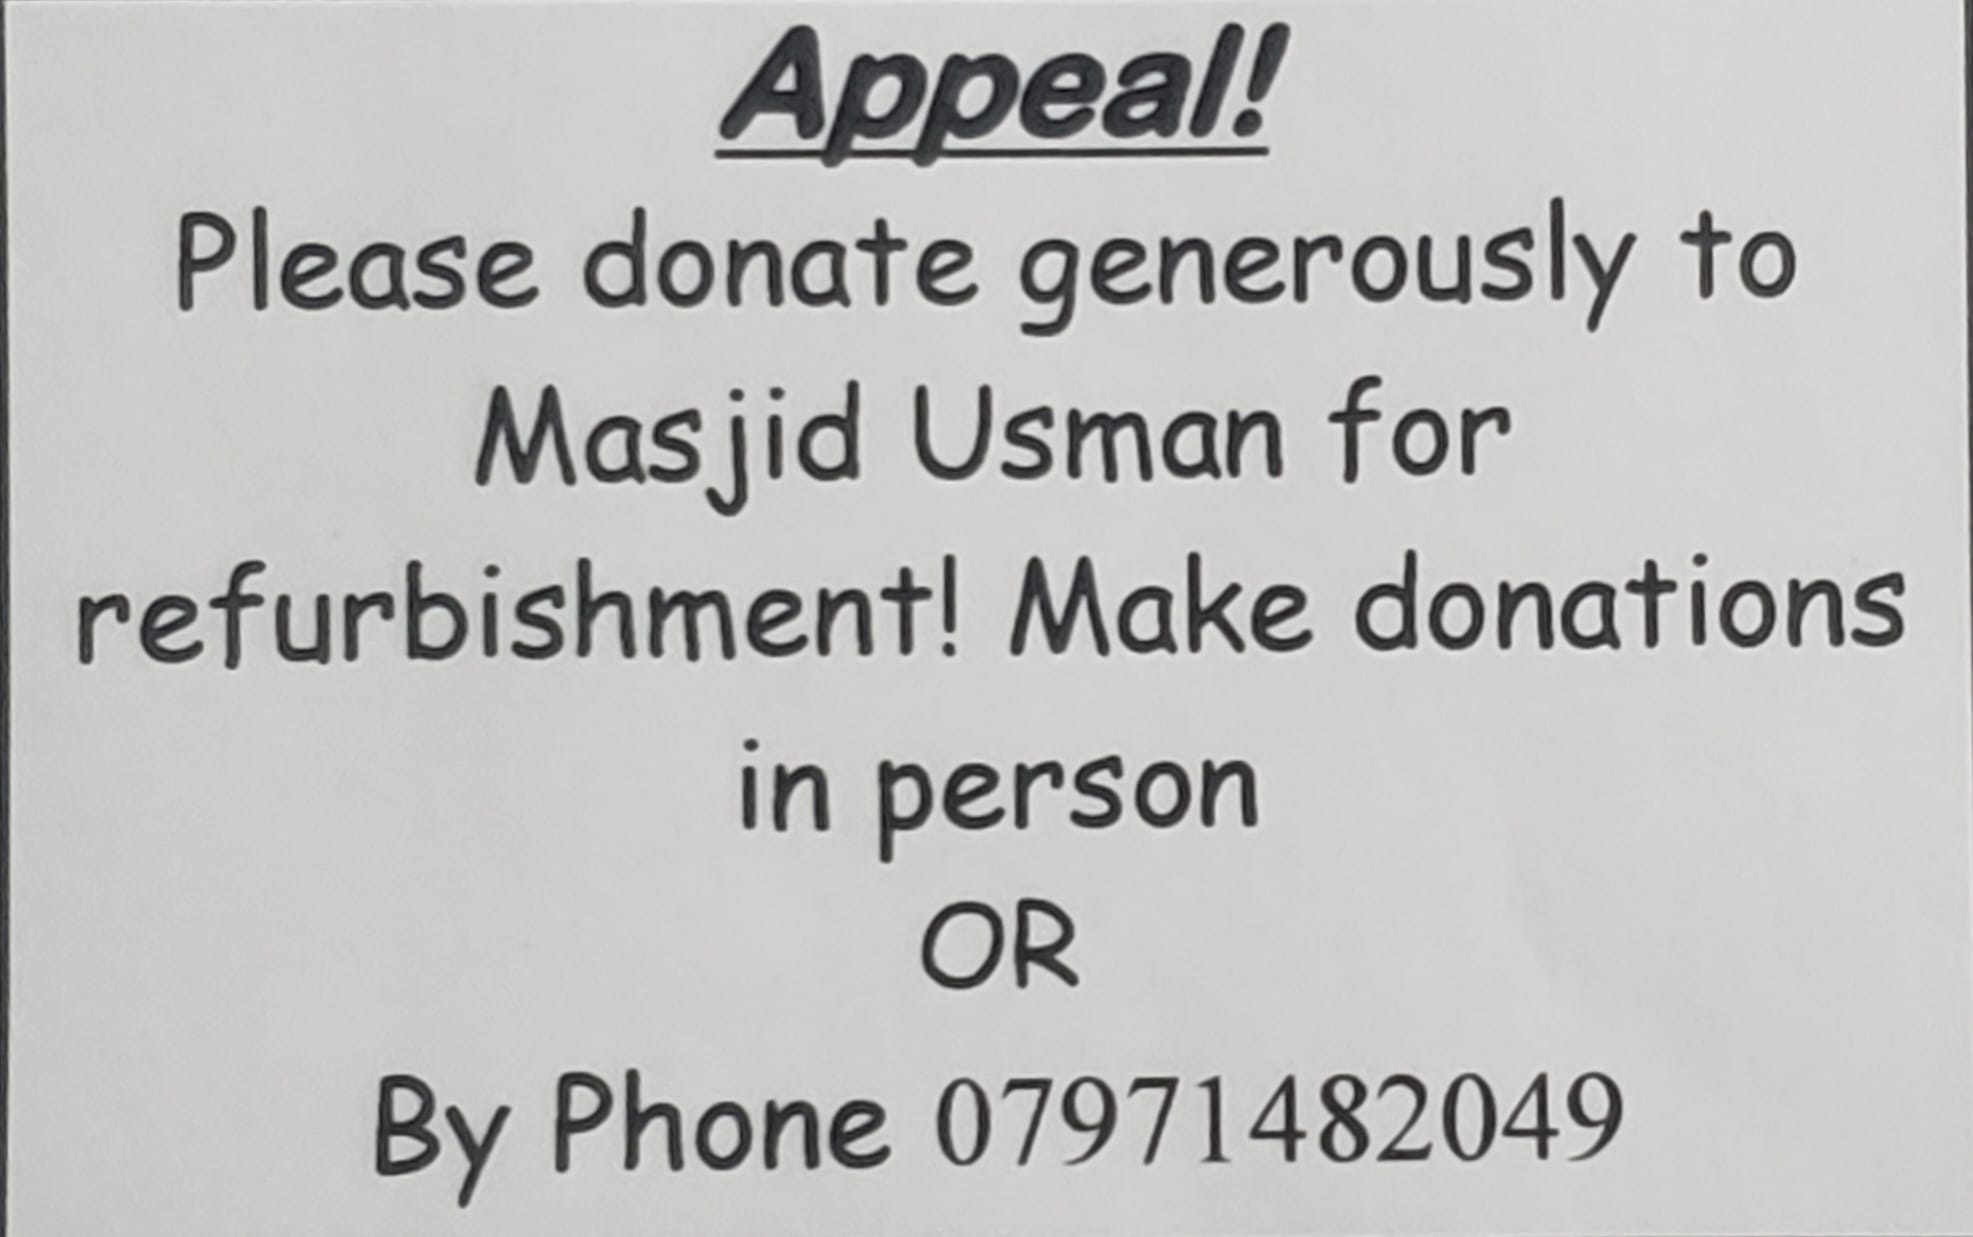 Appeal!
Please donate generously to
Masjid Usman for
refurbishment! Make donations
in person
OR
By Phone 07971482049